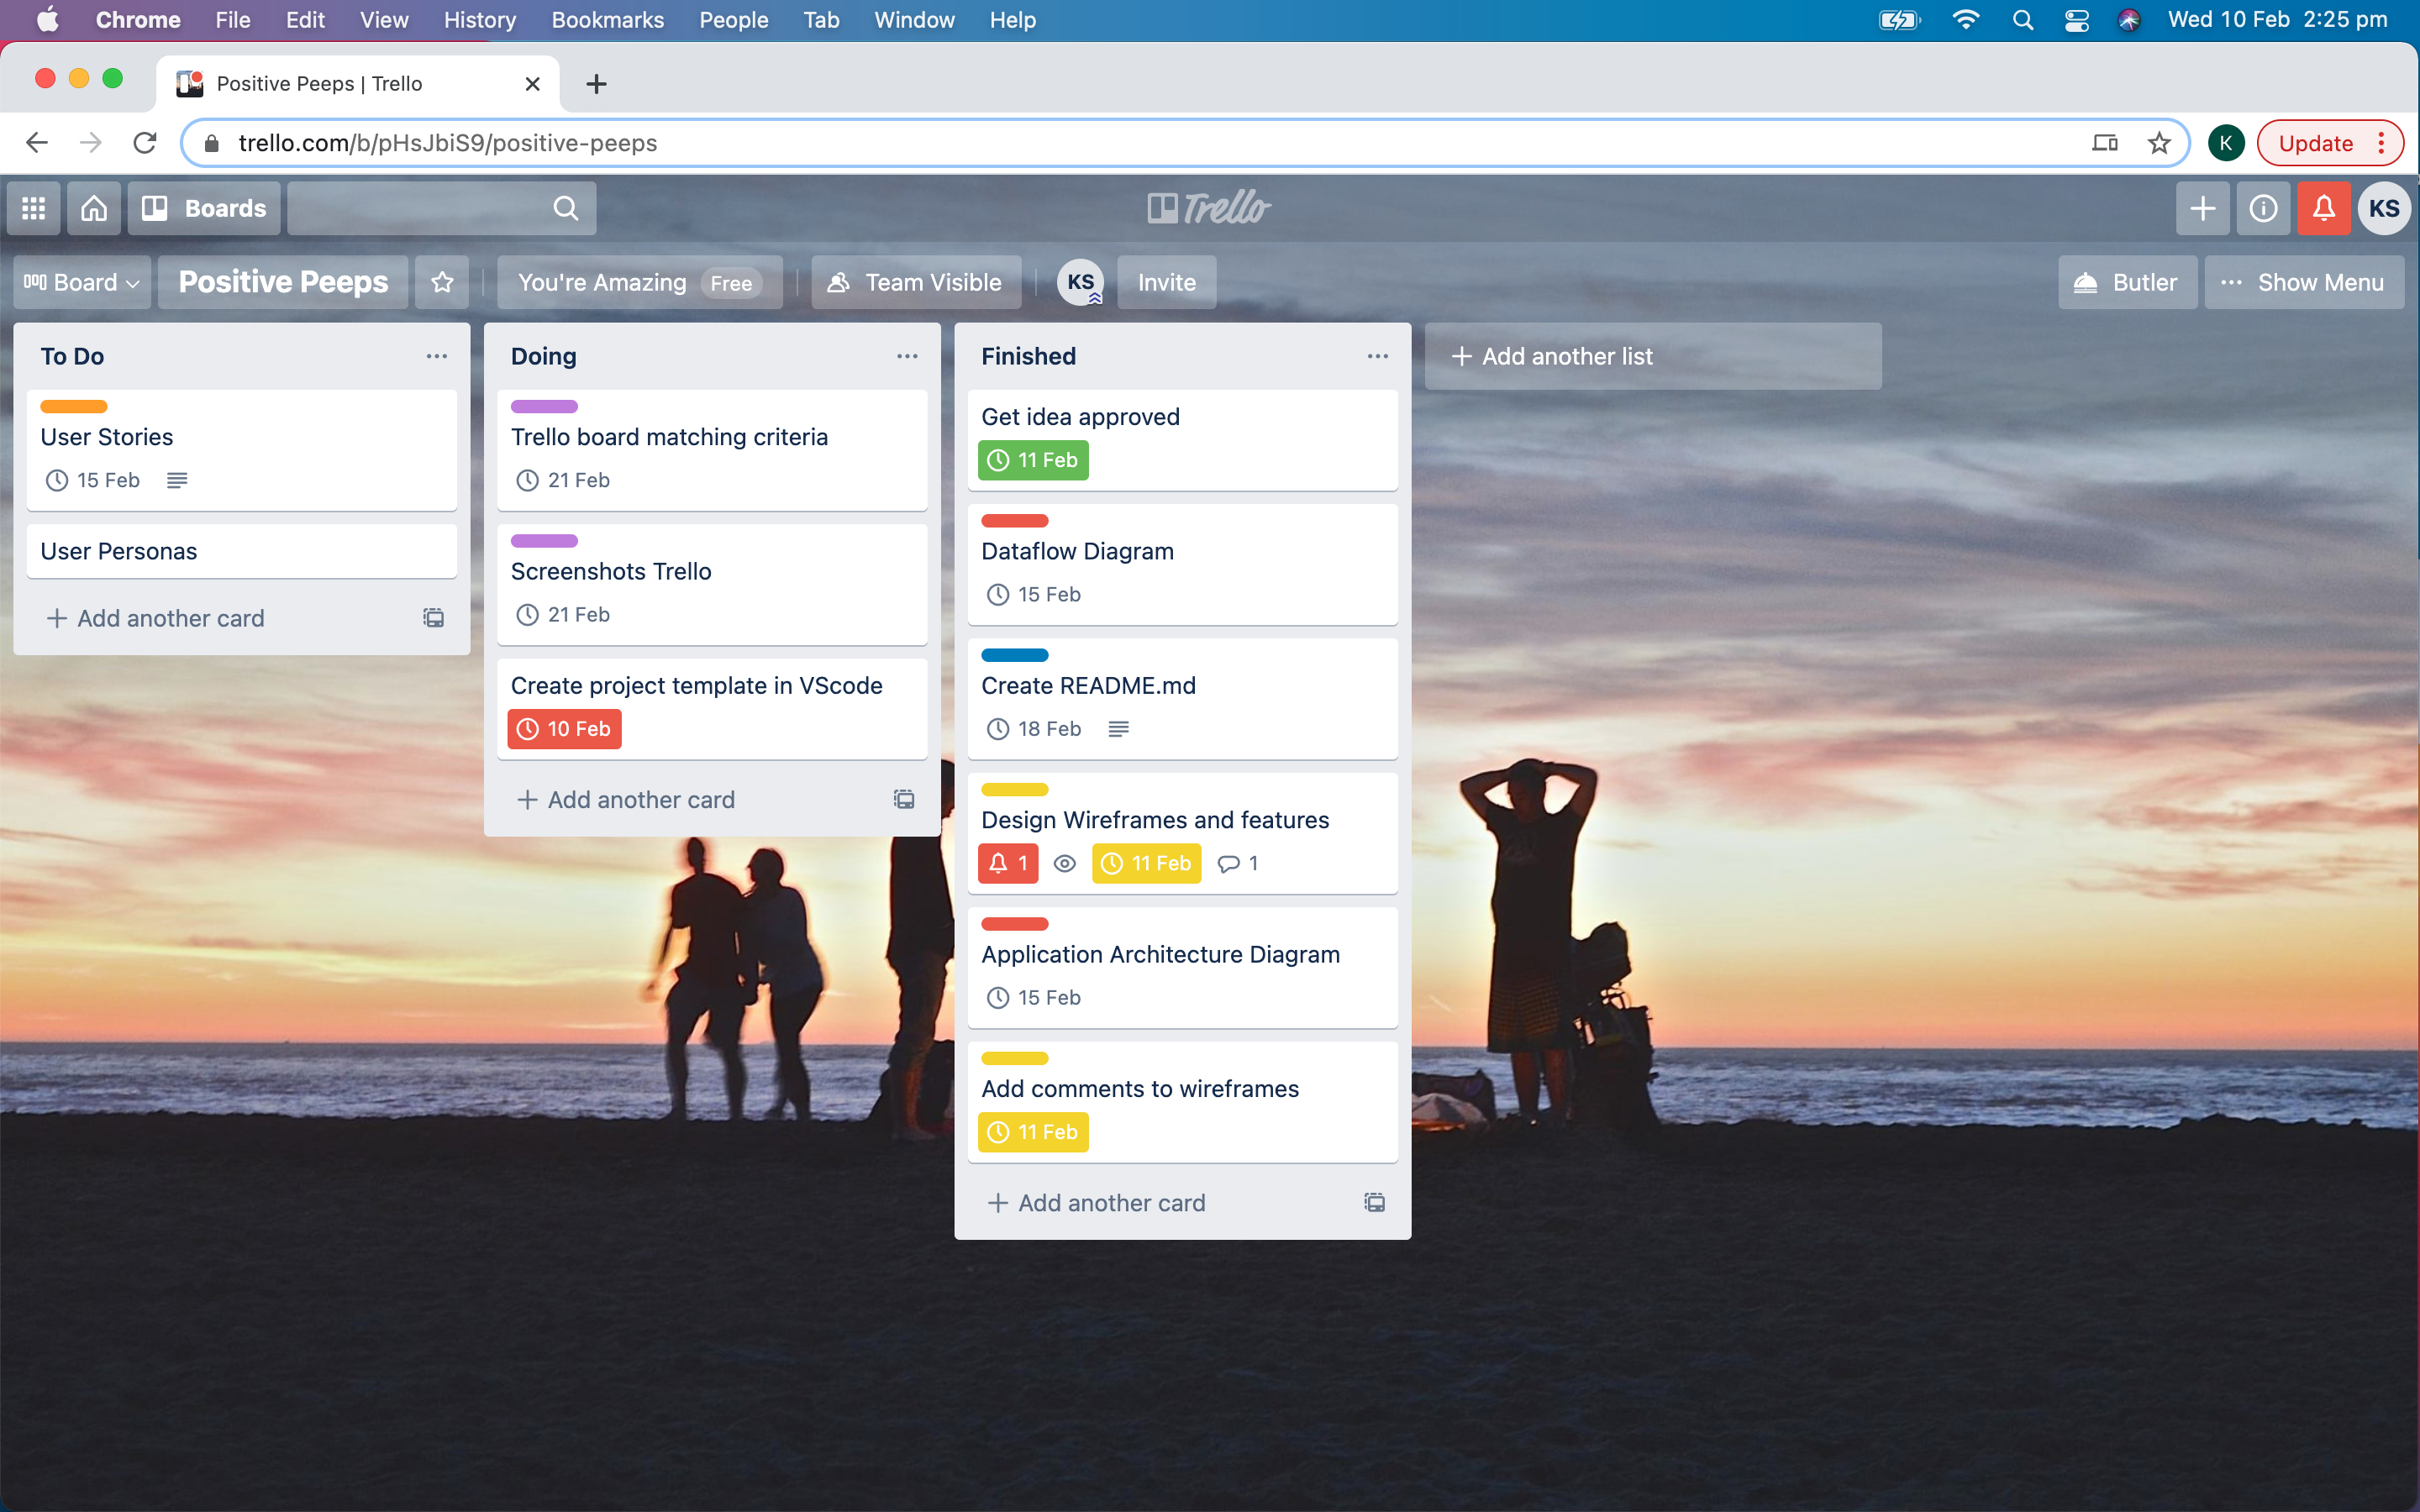 Chrome File Edit View History Bookmarks People Tab Window Help Wed 10 Feb 2:25 pm
Positive Peeps | Trello
trello.com/b/pHsJbiS9/positive-peeps K Update
Boards Trello KS
Board Positive Peeps You're Amazing Free Team Visible KS Invite Butler Show Menu
To Do
User Stories
15 Feb
User Personas
Add another card
Doing
Trello board matching criteria
21 Feb
Screenshots Trello
21 Feb
Create project template in VScode
10 Feb
Add another card
Finished
Get idea approved
11 Feb
Dataflow Diagram
15 Feb
Create README.md
18 Feb
Design Wireframes and features
1 11 Feb 1
Application Architecture Diagram
15 Feb
Add comments to wireframes
11 Feb
Add another card
Add another list